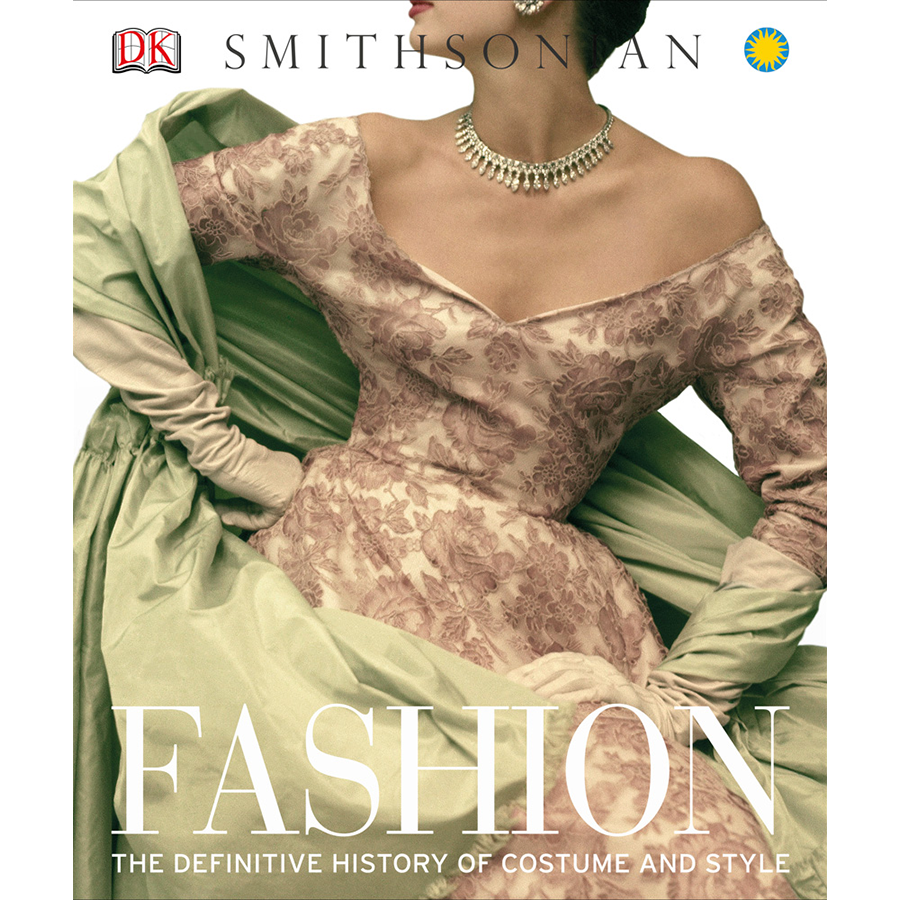 DK SMITHSONIAN
FASHION
THE DEFINITIVE HISTORY OF COSTUME AND STYLE